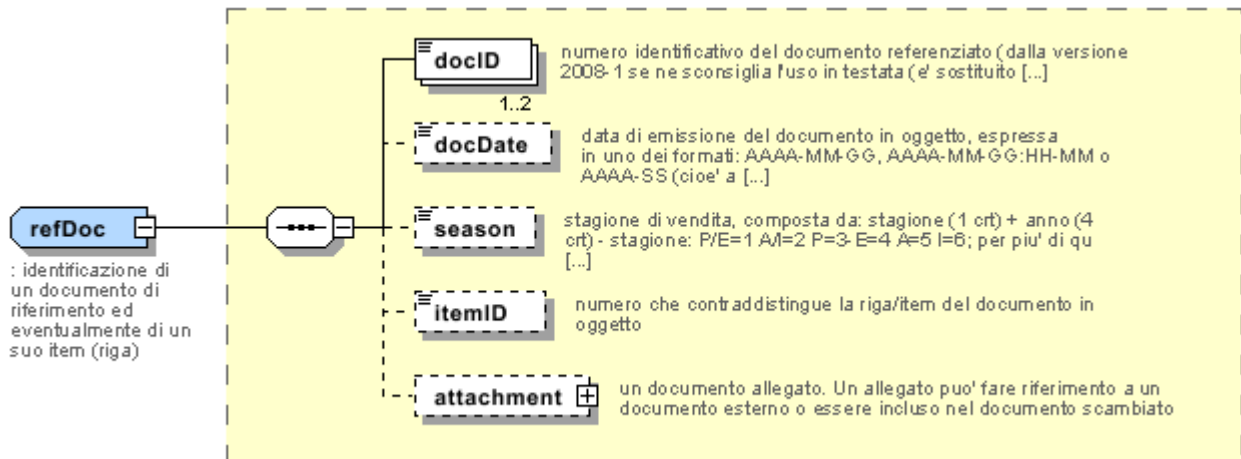 docID
numero identificativo del documento referenziato (dalla versione
2008-1 se ne sconsiglia l'uso in testata (e' sostituito [...]
1..2
docDate
data di emissione del documento in oggetto, espressa
in uno dei formati: AAAA-MM-GG, AAAA-MM-GG:HH-MM o
AAAA-SS (cioe' a [...]
refDoc
: identificazione di
un documento di
riferimento ed
eventualmente di un
suo item (riga)
season
stagione di vendita, composta da: stagione (1 crt) + anno (4
crt) - stagione: P/E=1 A/I=2 P=3-E=4 A=5 I=6; per piu' di qu
[...]
itemID
numero che contraddistingue la riga/item del documento in
oggetto
attachment
un documento allegato. Un allegato puo' fare riferimento a un
documento esterno o essere incluso nel documento scambiato